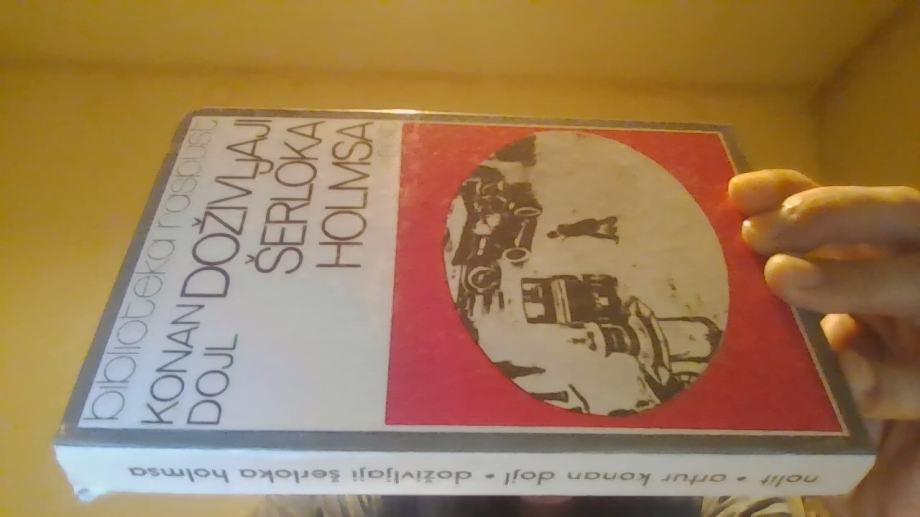 biblioteka raspust
KONAN
DOJL
DOŽIVLJAJI
ŠERLOKA
HOLMSA
nolit • artur konan dojl • doživljaji šerloka holmsa